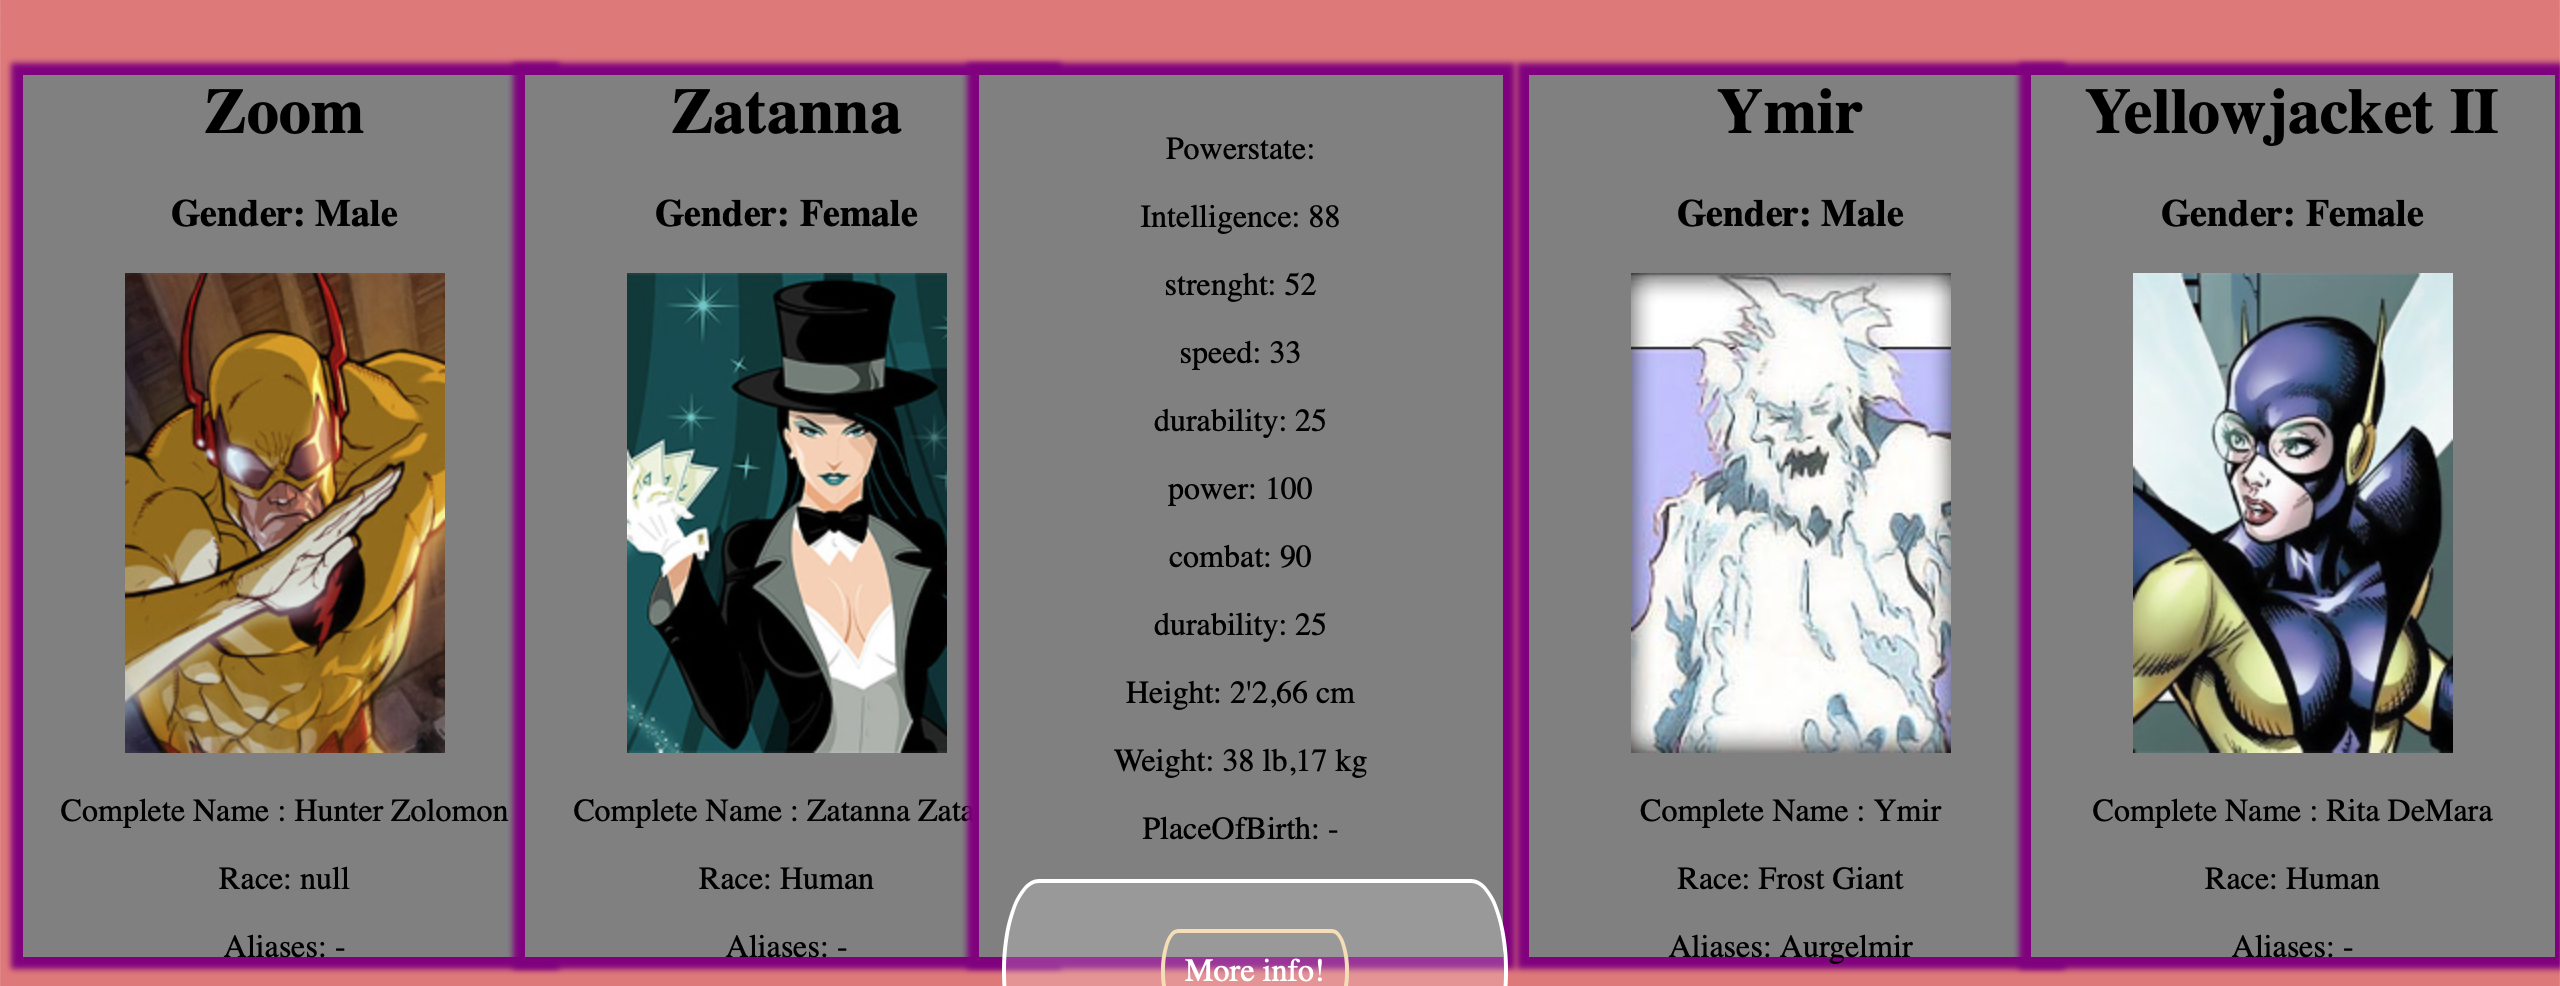 Zoom
Gender: Male
Complete Name : Hunter Zolomon
Race: null
Aliases: -
Zatanna
Gender: Female
Complete Name : Zatanna Zata
Race: Human
Aliases: -
Powerstate:
Intelligence: 88
strenght: 52
speed: 33
durability: 25
power: 100
combat: 90
durability: 25
Height: 2'2,66 cm
Weight: 38 lb,17 kg
PlaceOfBirth: -
More info!
Ymir
Gender: Male
Complete Name : Ymir
Race: Frost Giant
Aliases: Aurgelmir
Yellowjacket II
Gender: Female
Complete Name : Rita DeMara
Race: Human
Aliases: -